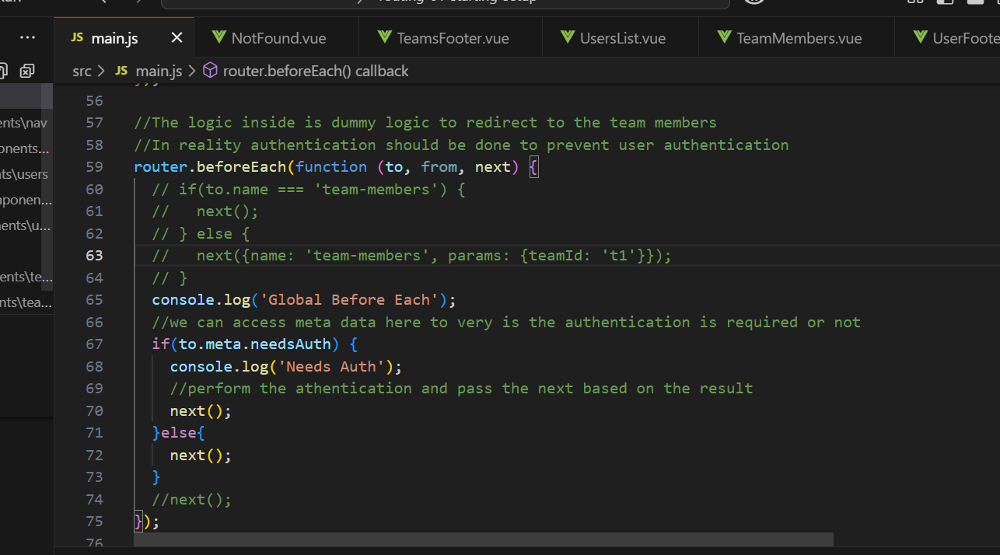 routing-01-starting-setup
JS main.js
NotFound.vue
TeamsFooter.vue
UsersList.vue
TeamMembers.vue
UserFoote
src > JS main.js > router.beforeEach() callback
ents\nav
onents...
nts\users
ponen...
ents\u...
ents\te...
nts\tea...
56
57 //The logic inside is dummy logic to redirect to the team members
58 //In reality authentication should be done to prevent user authentication
59 router.beforeEach(function (to, from, next) {
60 // if(to.name === 'team-members') {
61 //   next();
62 // } else {
63 //   next({name: 'team-members', params: {teamId: 't1'}});
64 // }
65 console.log('Global Before Each');
66 //we can access meta data here to very is the authentication is required or not
67 if(to.meta.needsAuth) {
68 console.log('Needs Auth');
69 //perform the athentication and pass the next based on the result
70 next();
71 }else{
72 next();
73 }
74 //next();
75 });
76